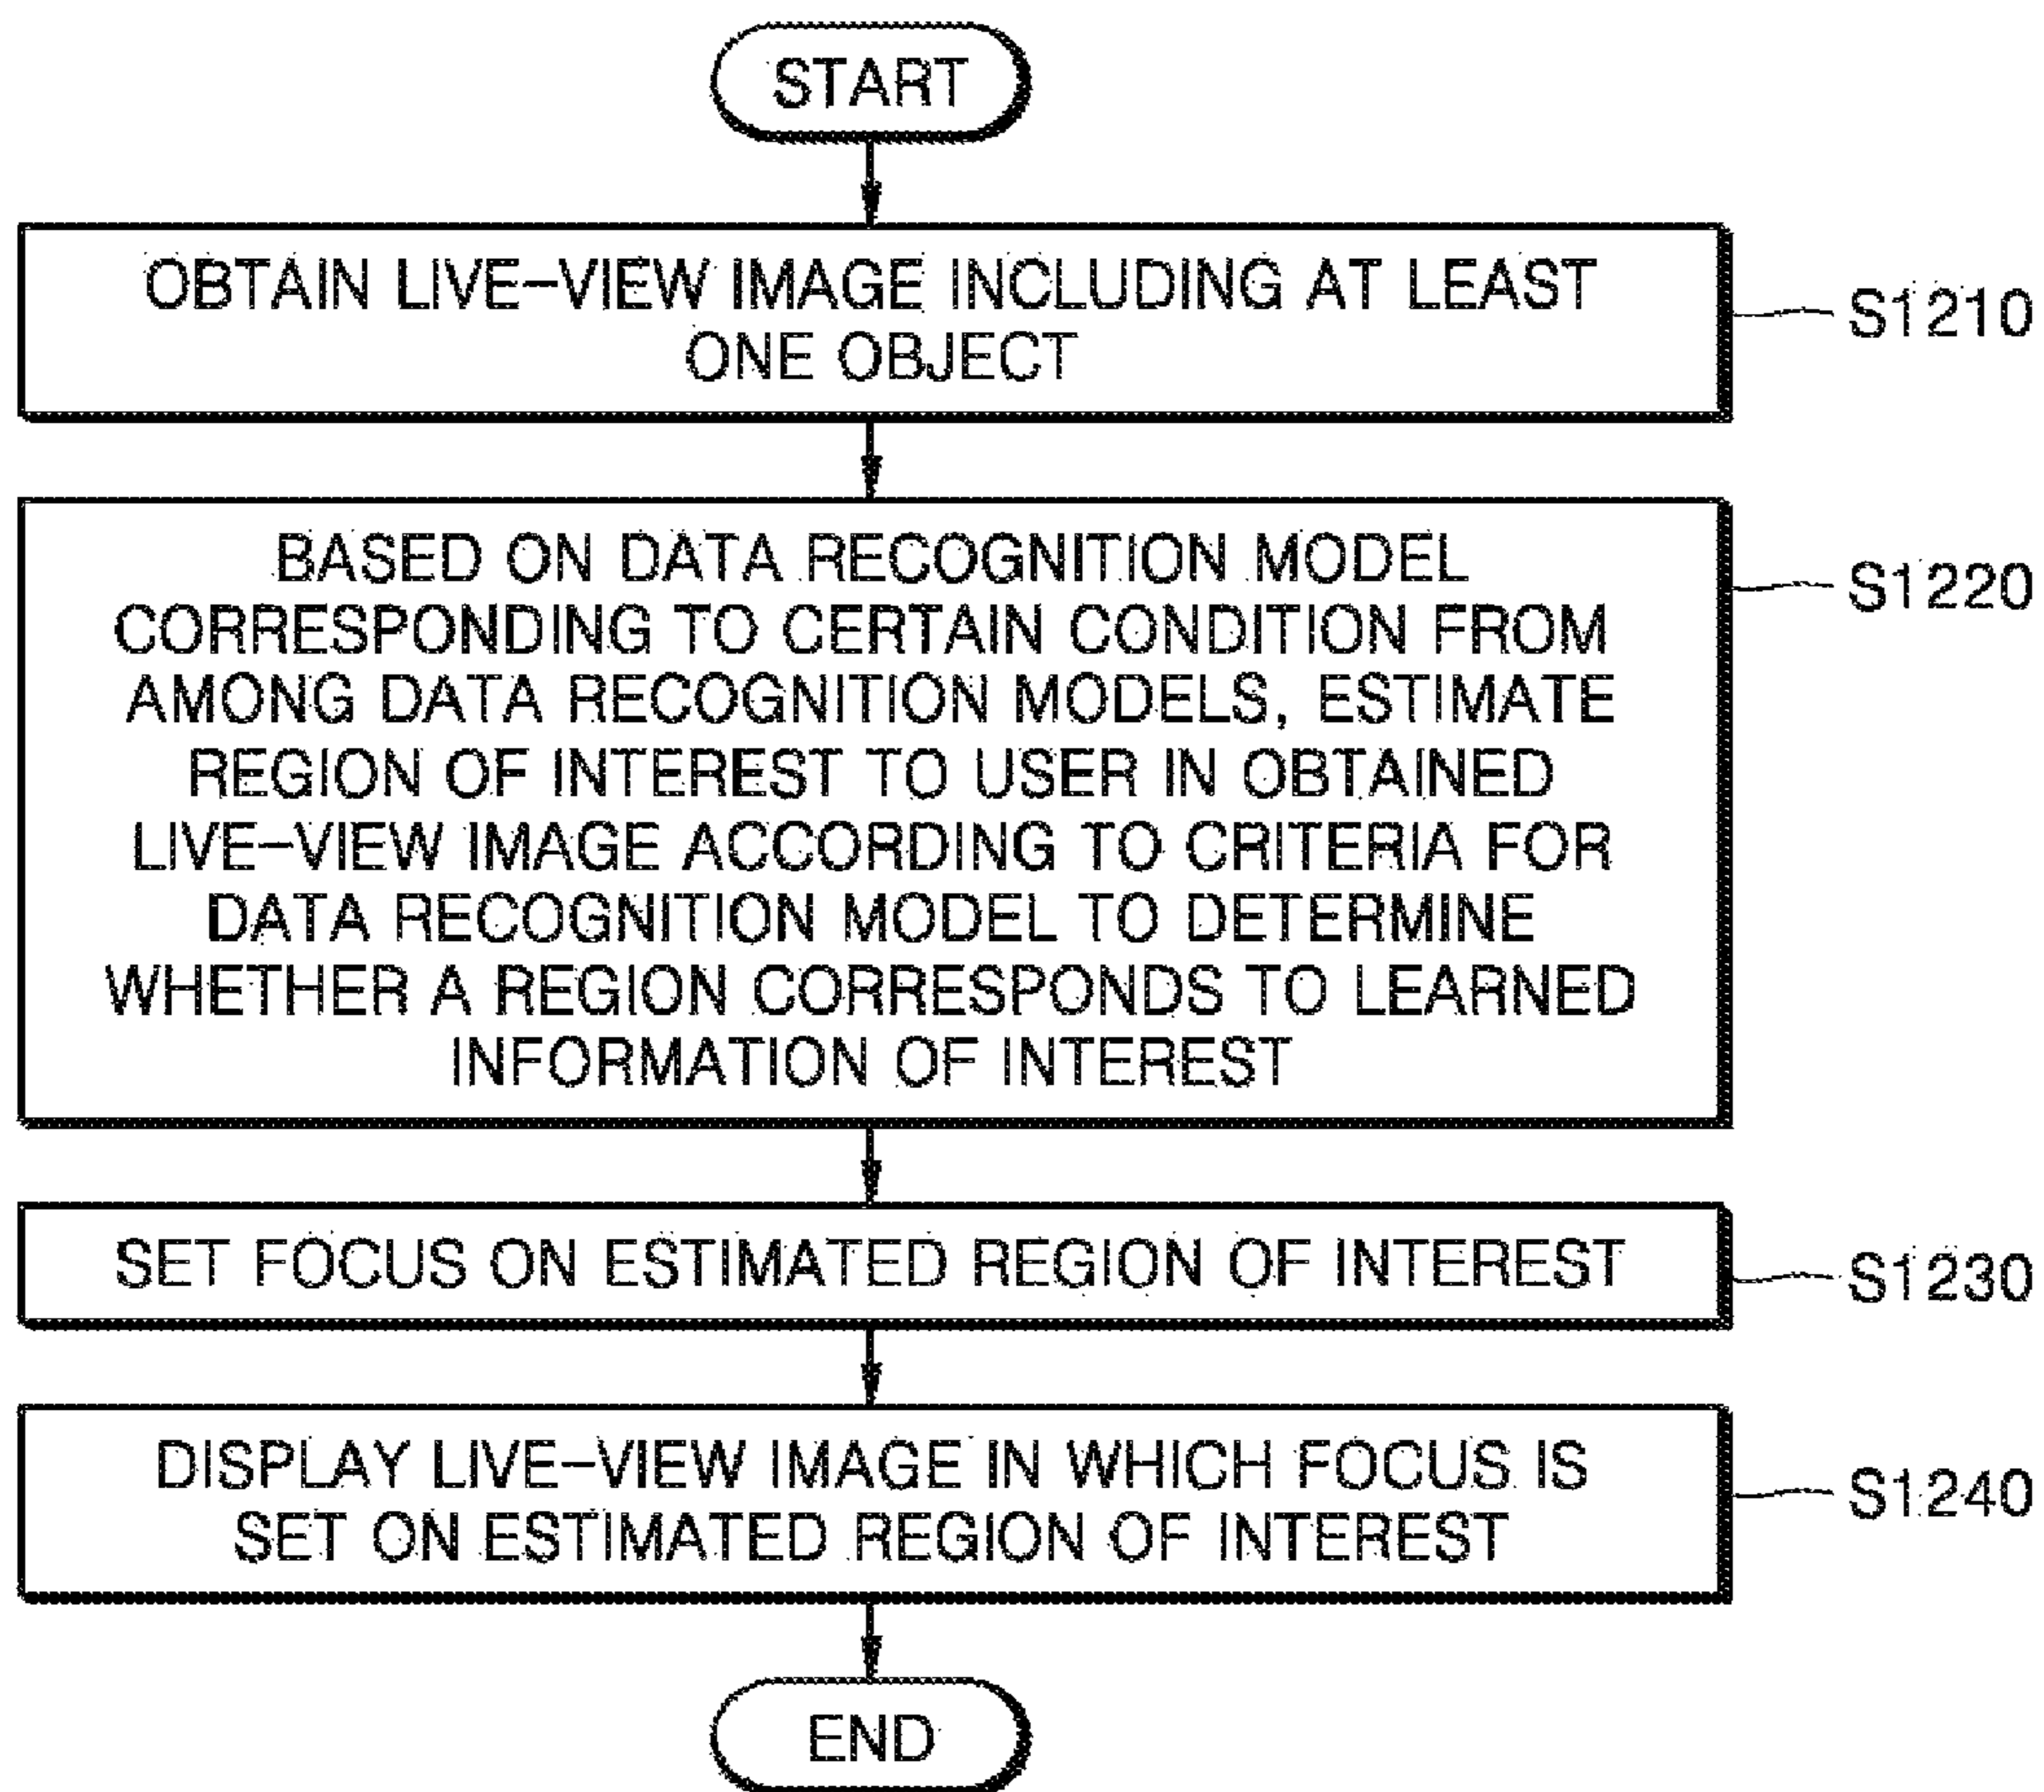 START
OBTAIN LIVE-VIEW IMAGE INCLUDING AT LEAST
ONE OBJECT
S1210
BASED ON DATA RECOGNITION MODEL
CORRESPONDING TO CERTAIN CONDITION FROM
AMONG DATA RECOGNITION MODELS, ESTIMATE
REGION OF INTEREST TO USER IN OBTAINED
LIVE-VIEW IMAGE ACCORDING TO CRITERIA FOR
DATA RECOGNITION MODEL TO DETERMINE
WHETHER A REGION CORRESPONDS TO LEARNED
INFORMATION OF INTEREST
S1220
SET FOCUS ON ESTIMATED REGION OF INTEREST
S1230
DISPLAY LIVE-VIEW IMAGE IN WHICH FOCUS IS
SET ON ESTIMATED REGION OF INTEREST
S1240
END